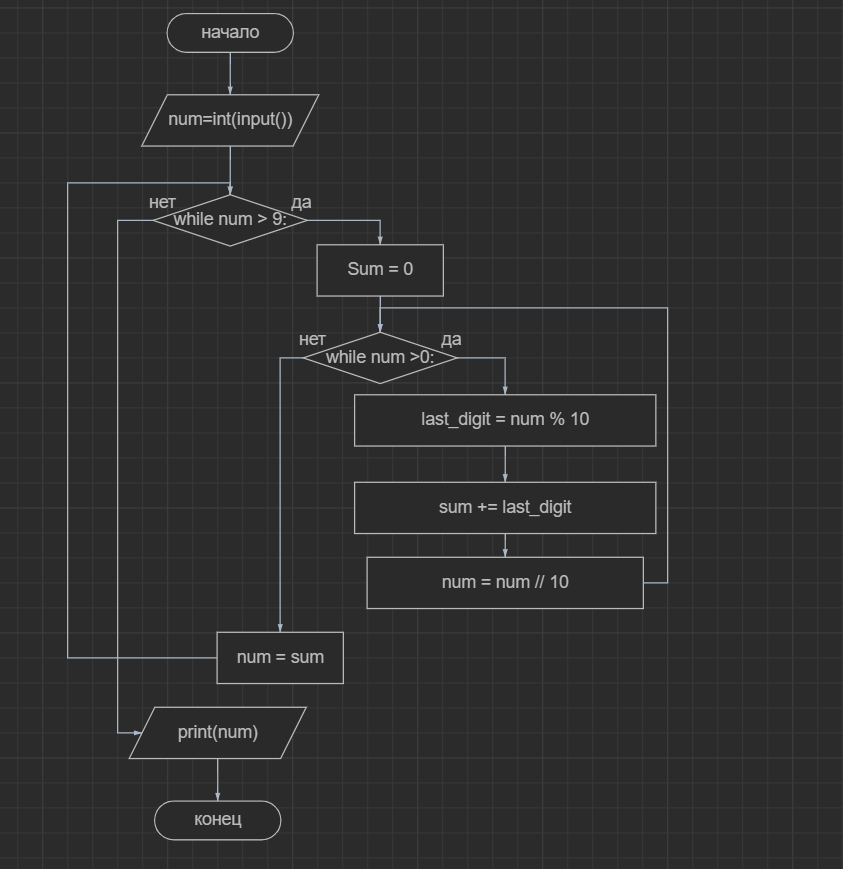 начало
num=int(input())
нет
да
while num > 9:
Sum = 0
нет
да
while num >0:
last_digit = num % 10
sum += last_digit
num = num // 10
num = sum
print(num)
конец